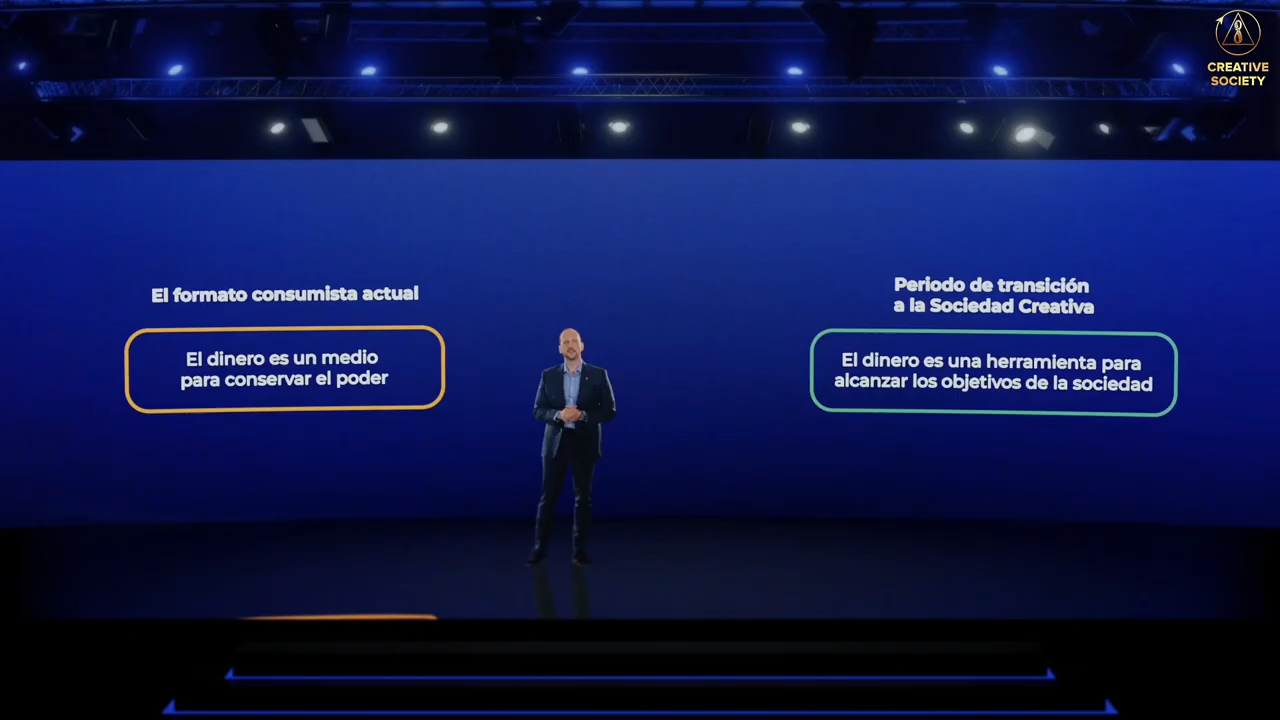 CREATIVE
SOCIETY
El formato consumista actual
El dinero es un medio
para conservar el poder
Periodo de transición
a la Sociedad Creativa
El dinero es una herramienta para
alcanzar los objetivos de la sociedad